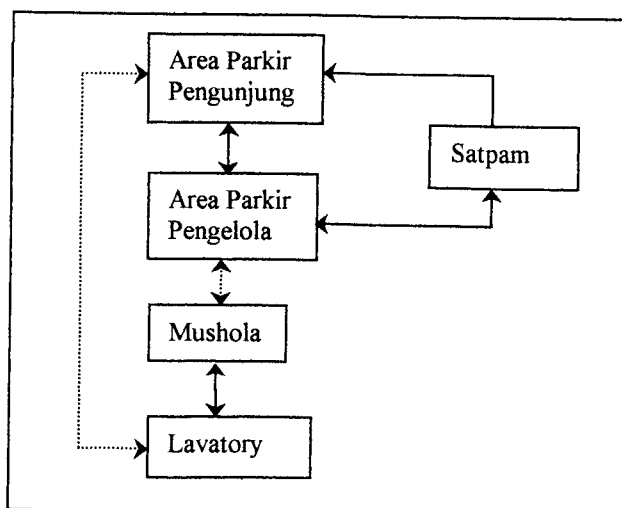 Area Parkir
Pengunjung
Satpam
Area Parkir
Pengelola
Mushola
Lavatory